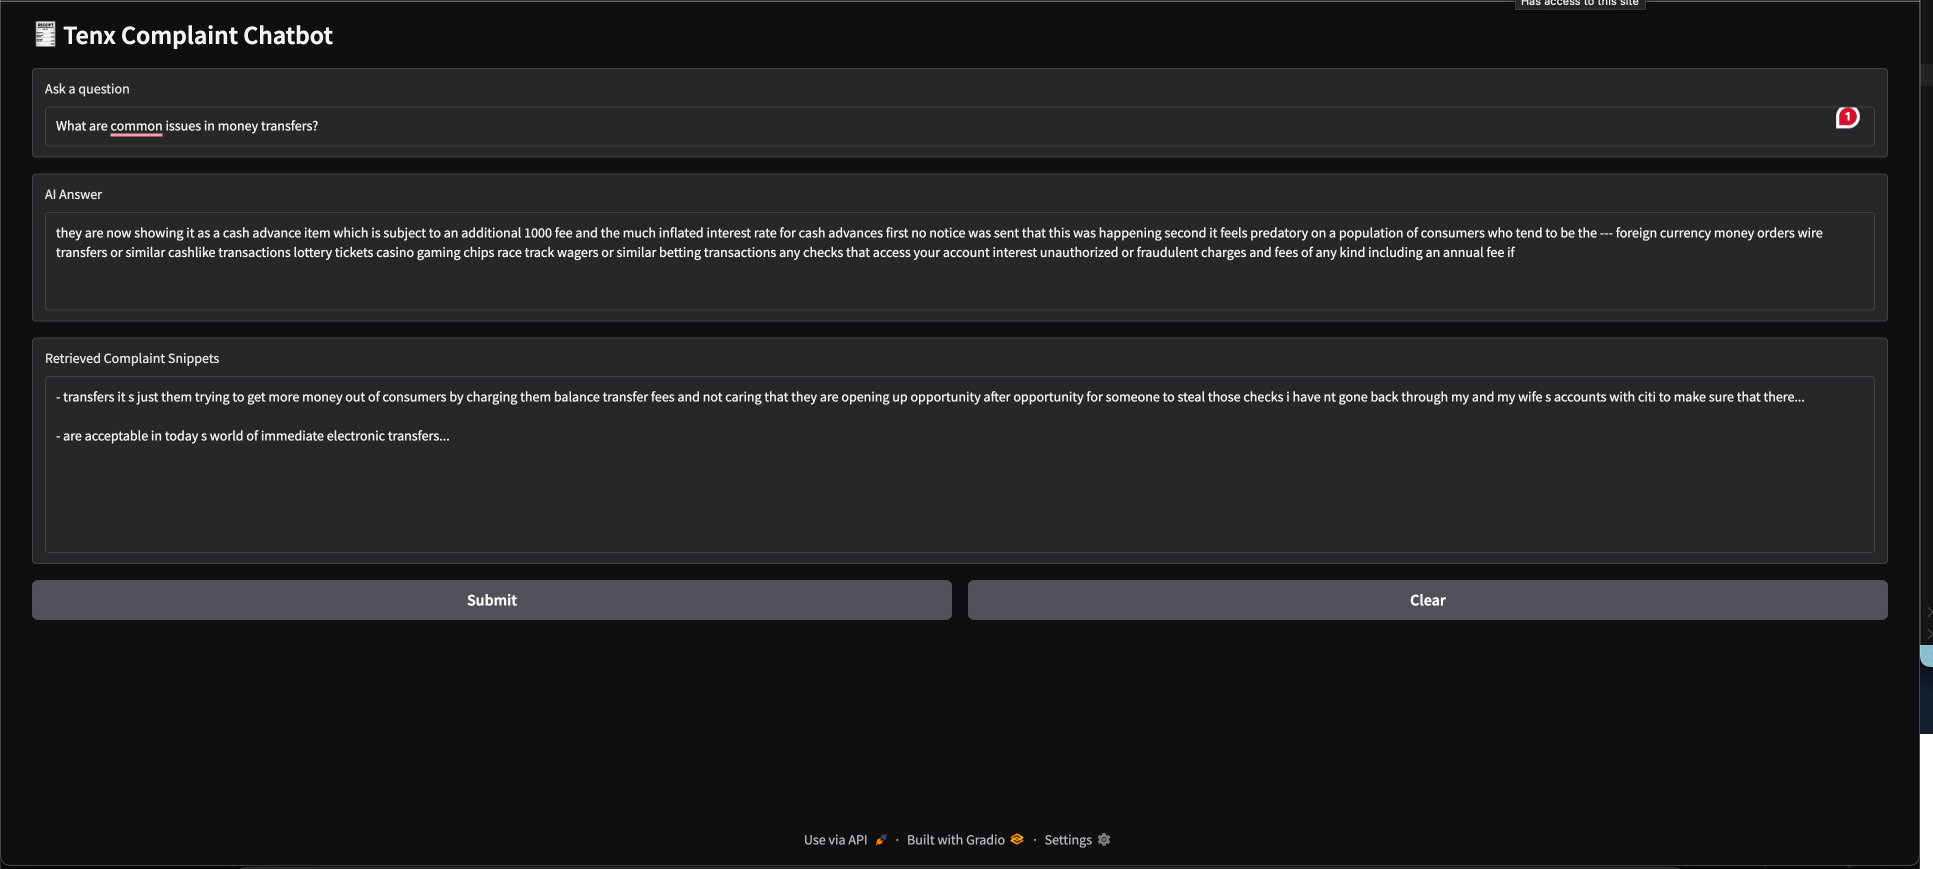 Has access to this site
Tenx Complaint Chatbot
Ask a question
What are common issues in money transfers?
1
AI Answer
they are now showing it as a cash advance item which is subject to an additional 1000 fee and the much inflated interest rate for cash advances first no notice was sent that this was happening second it feels predatory on a population of consumers who tend to be the --- foreign currency money orders wire
transfers or similar cashlike transactions lottery tickets casino gaming chips race track wagers or similar betting transactions any checks that access your account interest unauthorized or fraudulent charges and fees of any kind including an annual fee if
Retrieved Complaint Snippets
- transfers it s just them trying to get more money out of consumers by charging them balance transfer fees and not caring that they are opening up opportunity after opportunity for someone to steal those checks i have nt gone back through my and my wife s accounts with citi to make sure that there...
- are acceptable in today s world of immediate electronic transfers...
Submit Clear
Use via API · Built with Gradio · Settings